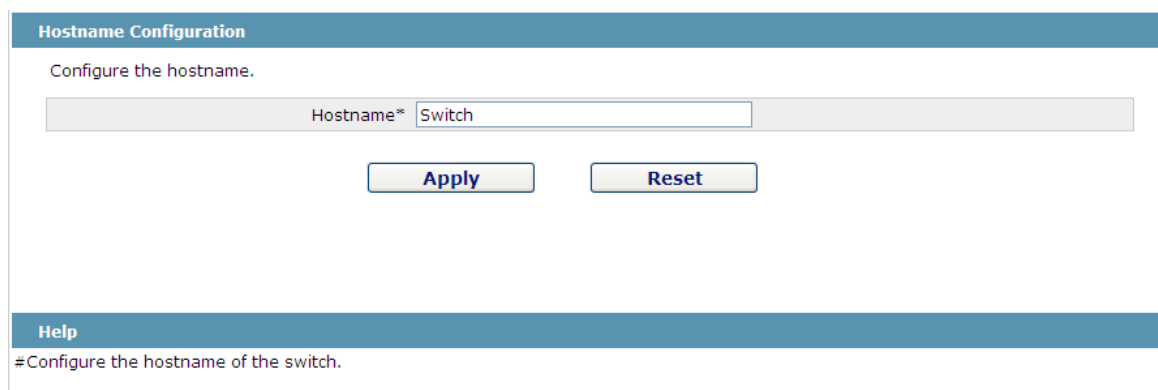 Hostname Configuration
Configure the hostname.
Hostname* Switch
Apply Reset
Help
#Configure the hostname of the switch.